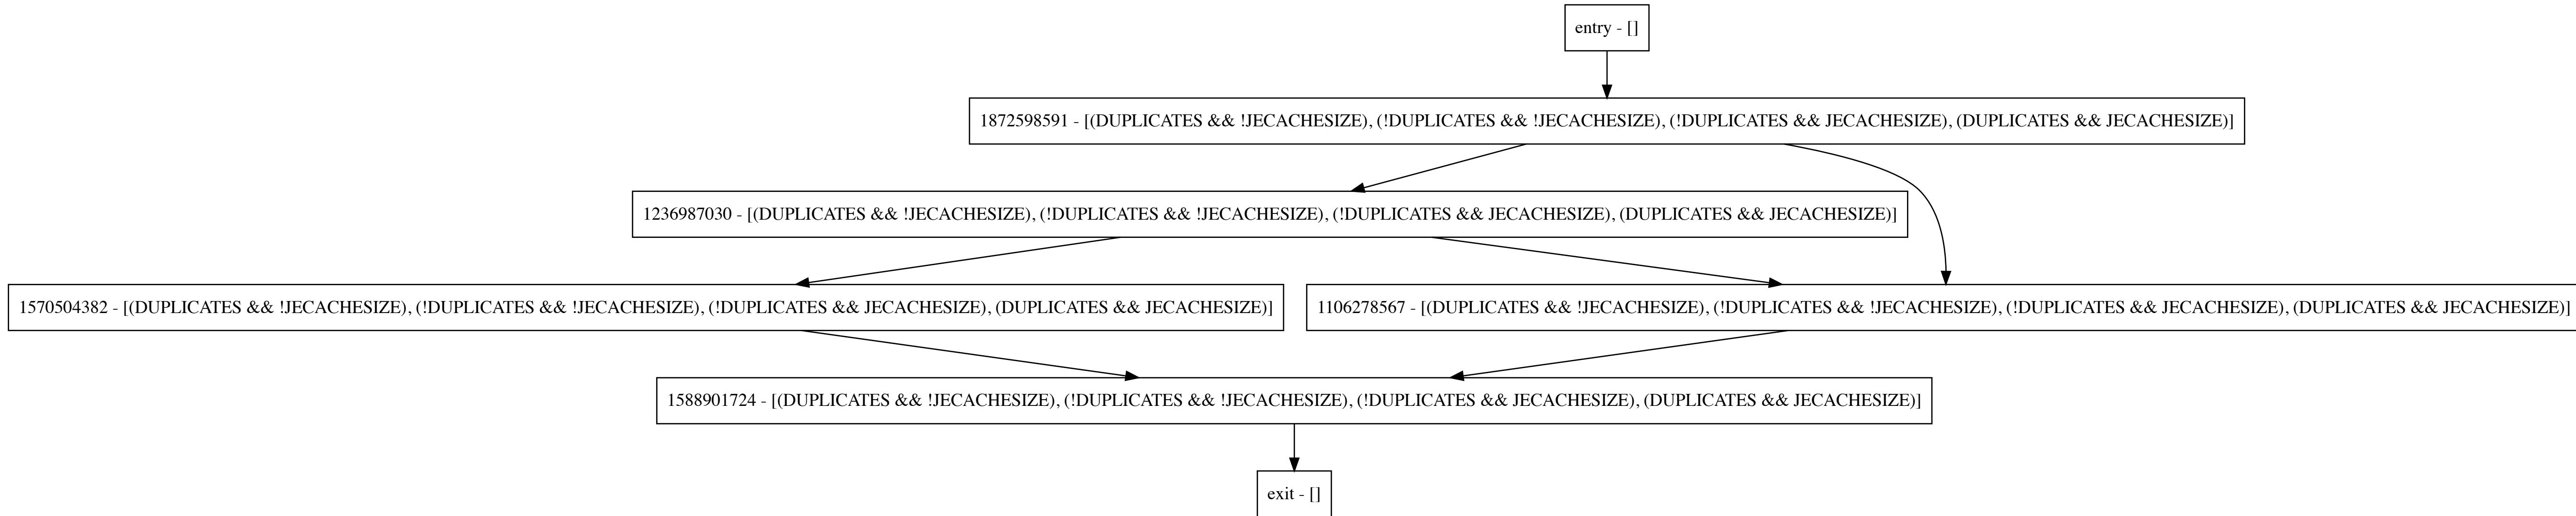 entry - []
1872598591 - [(DUPLICATES && !JECACHESIZE), (!DUPLICATES && !JECACHESIZE), (!DUPLICATES && JECACHESIZE), (DUPLICATES && JECACHESIZE)]
1236987030 - [(DUPLICATES && !JECACHESIZE), (!DUPLICATES && !JECACHESIZE), (!DUPLICATES && JECACHESIZE), (DUPLICATES && JECACHESIZE)]
1570504382 - [(DUPLICATES && !JECACHESIZE), (!DUPLICATES && !JECACHESIZE), (!DUPLICATES && JECACHESIZE), (DUPLICATES && JECACHESIZE)]
1106278567 - [(DUPLICATES && !JECACHESIZE), (!DUPLICATES && !JECACHESIZE), (!DUPLICATES && JECACHESIZE), (DUPLICATES && JECACHESIZE)]
1588901724 - [(DUPLICATES && !JECACHESIZE), (!DUPLICATES && !JECACHESIZE), (!DUPLICATES && JECACHESIZE), (DUPLICATES && JECACHESIZE)]
exit - []